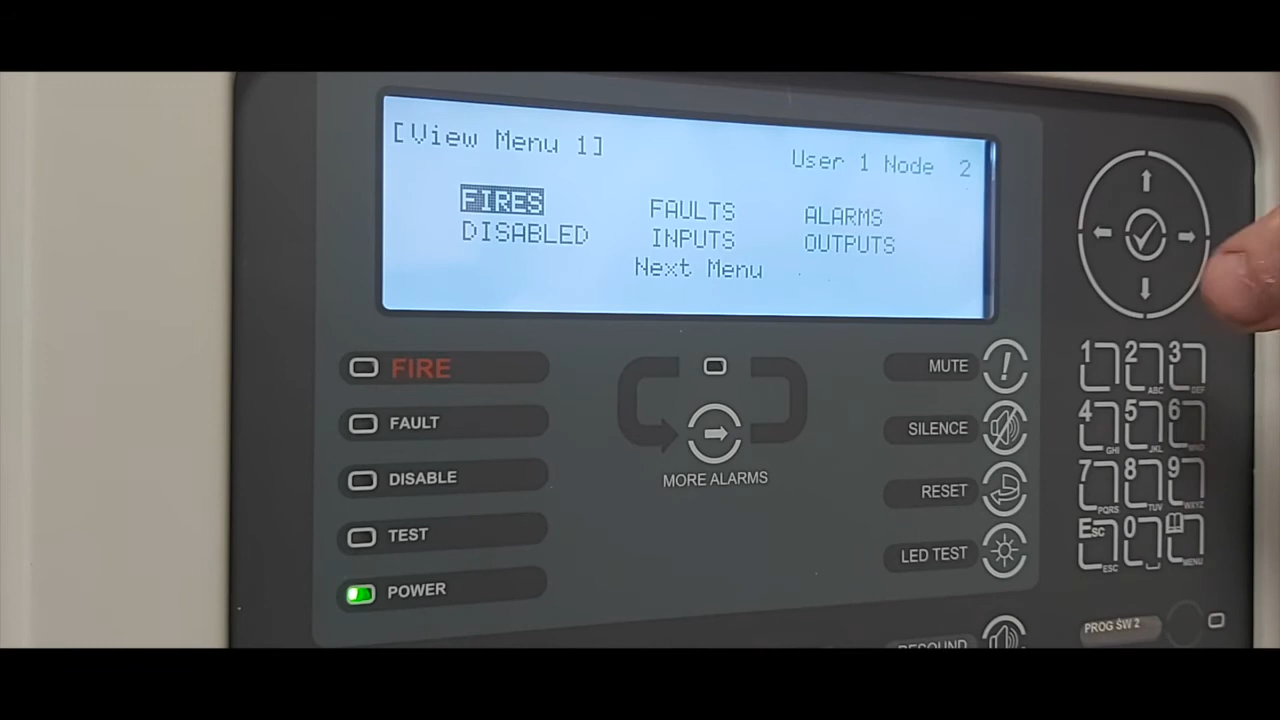 [View Menu 1]
User 1 Node 2
FIRES FAULTS ALARMS
DISABLED INPUTS OUTPUTS
Next Menu
FIRE
FAULT
DISABLE
TEST
POWER
MORE ALARMS
MUTE
SILENCE
RESET
LED TEST
RESOUND
1 2 ABC 3 DEF
4 GHI 5 JKL 6 MNO
7 PQRS 8 TUV 9 WXYZ
Esc ESC 0 MENU
PROG ŚW 2